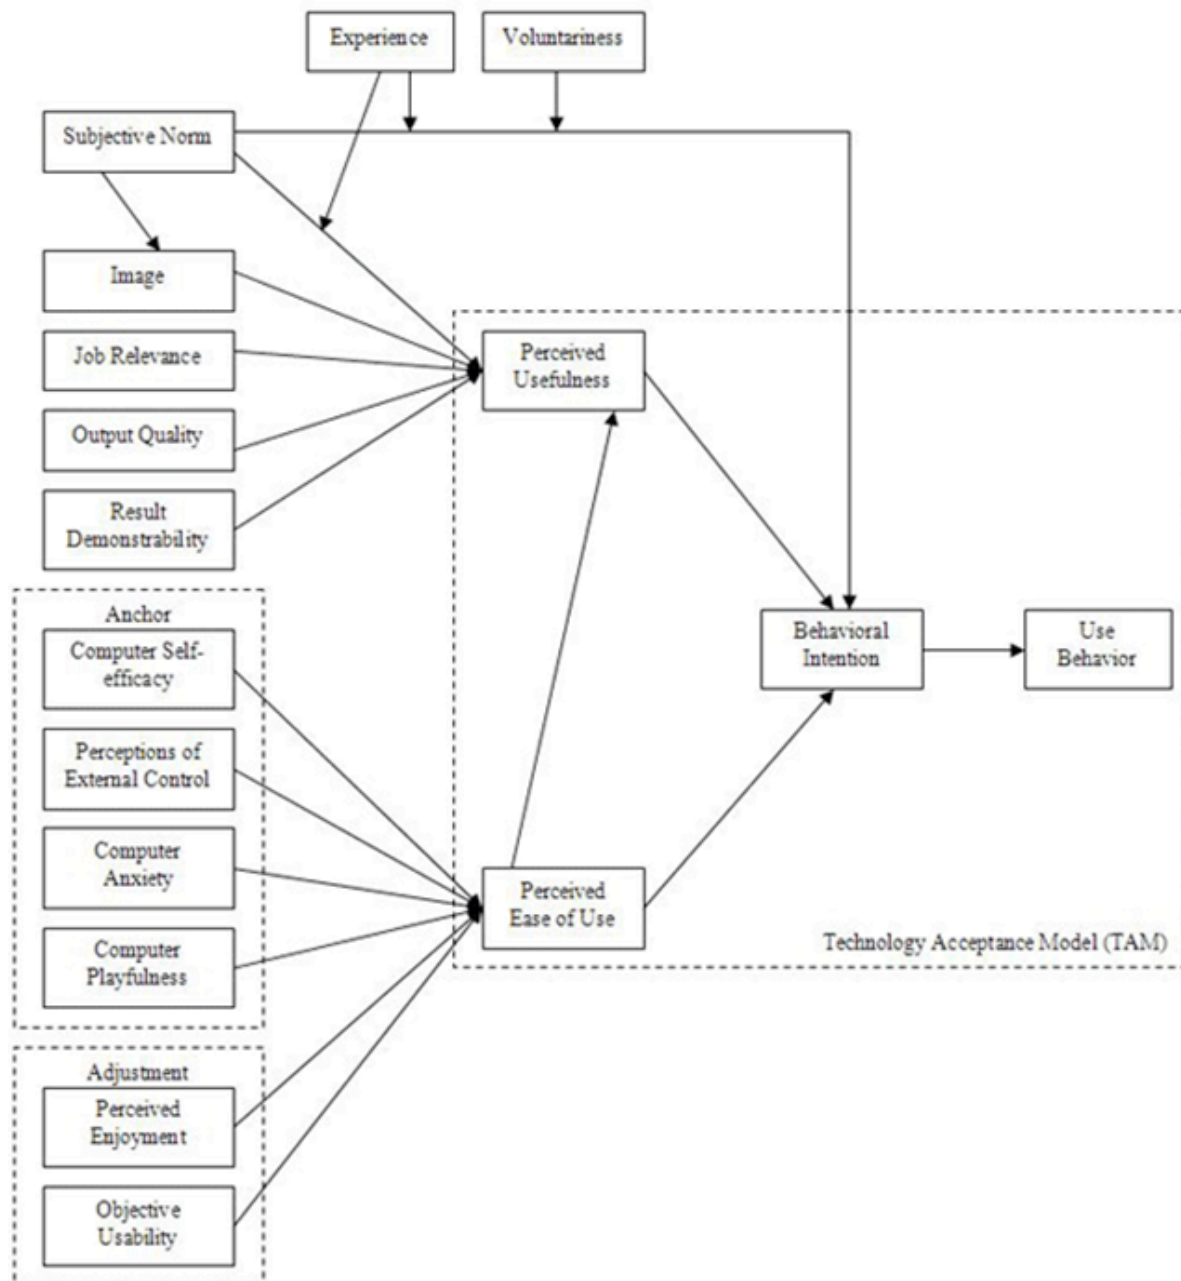 Experience
Voluntariness
Subjective Norm
Image
Job Relevance
Output Quality
Result
Demonstrability
Perceived
Usefulness
Anchor
Computer Self-
efficacy
Perceptions of
External Control
Computer
Anxiety
Computer
Playfulness
Behavioral
Intention
Use
Behavior
Perceived
Ease of Use
Technology Acceptance Model (TAM)
Adjustment
Perceived
Enjoyment
Objective
Usability